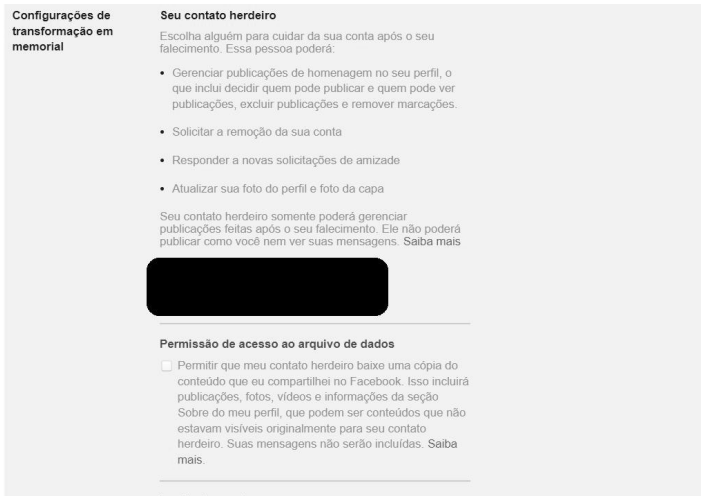 Configurações de
transformação em
memorial
Seu contato herdeiro
Escolha alguém para cuidar da sua conta após o seu
falecimento. Essa pessoa poderá:
• Gerenciar publicações de homenagem no seu perfil, o
que inclui decidir quem pode publicar e quem pode ver
publicações, excluir publicações e remover marcações.
• Solicitar a remoção da sua conta
• Responder a novas solicitações de amizade
• Atualizar sua foto do perfil e foto da capa
Seu contato herdeiro somente poderá gerenciar
publicações feitas após o seu falecimento. Ele não poderá
publicar como você nem ver suas mensagens. Saiba mais
Permissão de acesso ao arquivo de dados
Permitir que meu contato herdeiro baixe uma cópia do
conteúdo que eu compartilhei no Facebook. Isso incluirá
publicações, fotos, vídeos e informações da seção
Sobre do meu perfil, que podem ser conteúdos que não
estavam visíveis originalmente para seu contato
herdeiro. Suas mensagens não serão incluídas. Saiba
mais.